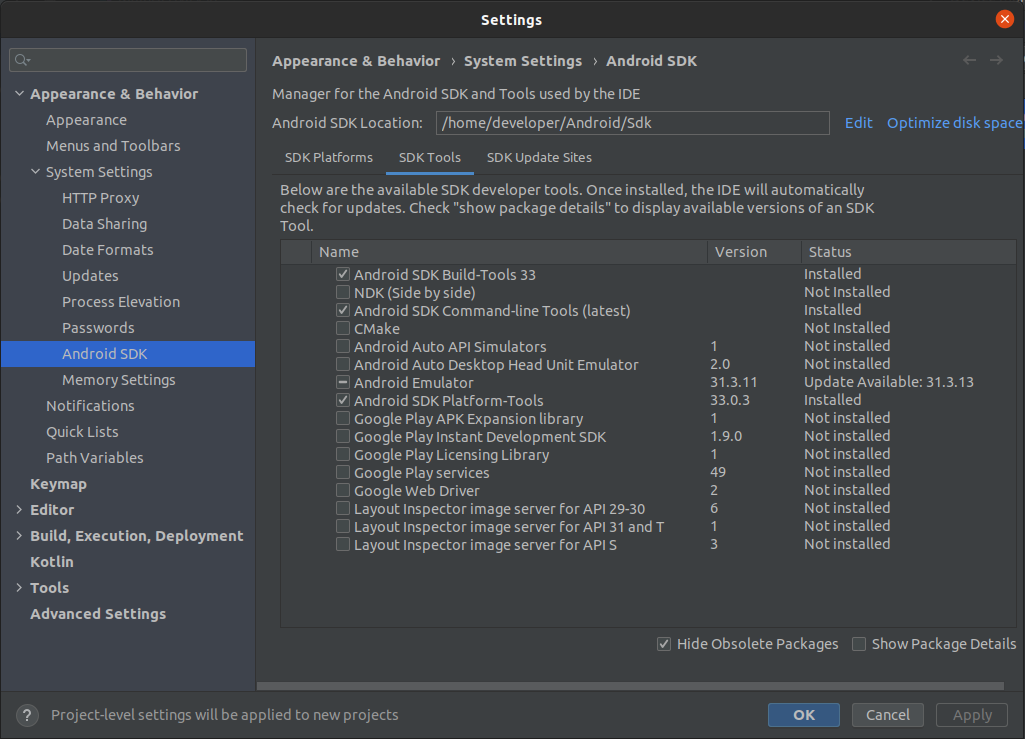 Settings
Appearance & Behavior › System Settings › Android SDK
Manager for the Android SDK and Tools used by the IDE
Android SDK Location: /home/developer/Android/Sdk Edit Optimize disk space
SDK Platforms SDK Tools SDK Update Sites
Below are the available SDK developer tools. Once installed, the IDE will automatically
check for updates. Check "show package details" to display available versions of an SDK
Tool.
Name Version Status
Android SDK Build-Tools 33 Installed
NDK (Side by side) Not Installed
Android SDK Command-line Tools (latest) Installed
CMake Not Installed
Android Auto API Simulators 1 Not installed
Android Auto Desktop Head Unit Emulator 2.0 Not installed
Android Emulator 31.3.11 Update Available: 31.3.13
Android SDK Platform-Tools 33.0.3 Installed
Google Play APK Expansion library 1 Not installed
Google Play Instant Development SDK 1.9.0 Not installed
Google Play Licensing Library 1 Not installed
Google Play services 49 Not installed
Google Web Driver 2 Not installed
Layout Inspector image server for API 29-30 6 Not installed
Layout Inspector image server for API 31 and T 1 Not installed
Layout Inspector image server for API S 3 Not installed
Hide Obsolete Packages Show Package Details
Appearance & Behavior
Appearance
Menus and Toolbars
System Settings
HTTP Proxy
Data Sharing
Date Formats
Updates
Process Elevation
Passwords
Android SDK
Memory Settings
Notifications
Quick Lists
Path Variables
Keymap
Editor
Build, Execution, Deployment
Kotlin
Tools
Advanced Settings
? Project-level settings will be applied to new projects
OK Cancel Apply